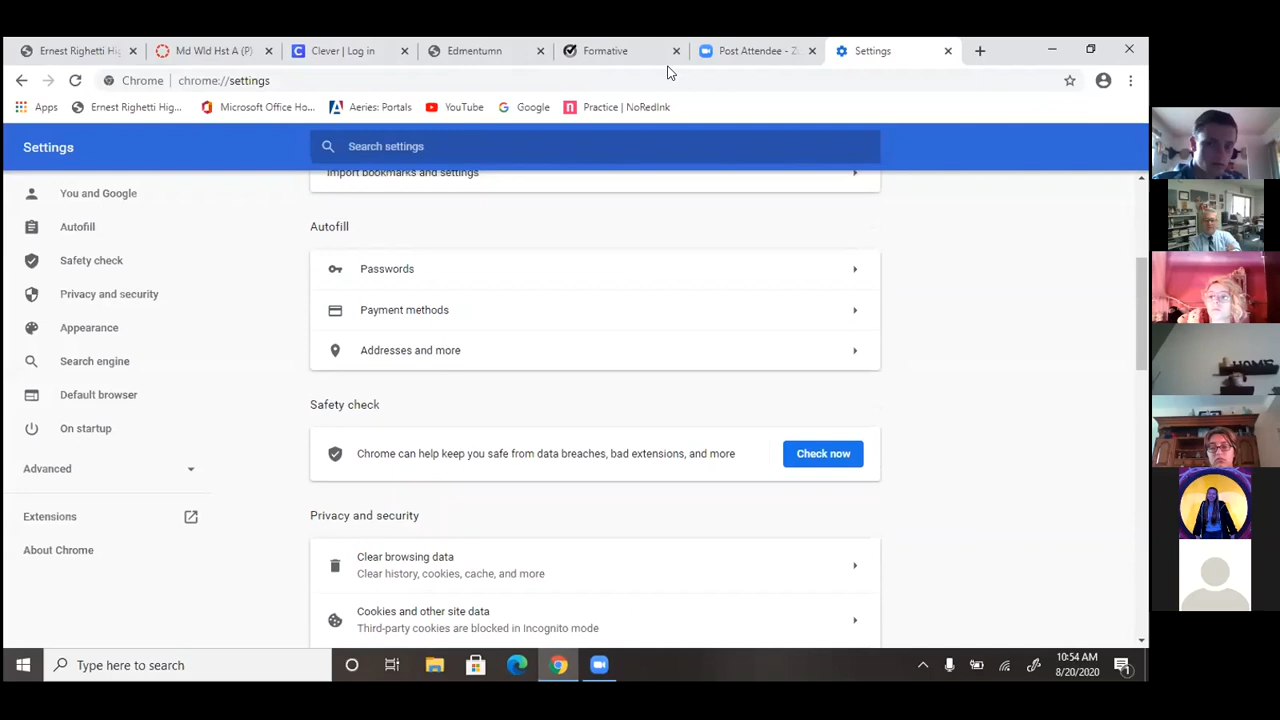 Ernest Righetti Hig
Md Wld Hst A (P)
Clever | Log in
Edmentumn
Formative
Post Attendee - Zo
Settings
Chrome | chrome://settings
Apps
Ernest Righetti Hig...
Microsoft Office Ho...
Aeries: Portals
YouTube
Google
Practice | NoRedInk
Settings
Search settings
You and Google
Autofill
Safety check
Privacy and security
Appearance
Search engine
Default browser
On startup
Advanced
Extensions
About Chrome
Import bookmarks and settings
Autofill
Passwords
Payment methods
Addresses and more
Safety check
Chrome can help keep you safe from data breaches, bad extensions, and more
Check now
Privacy and security
Clear browsing data
Clear history, cookies, cache, and more
Cookies and other site data
Third-party cookies are blocked in Incognito mode
HOME
Type here to search
10:54 AM
8/20/2020
1